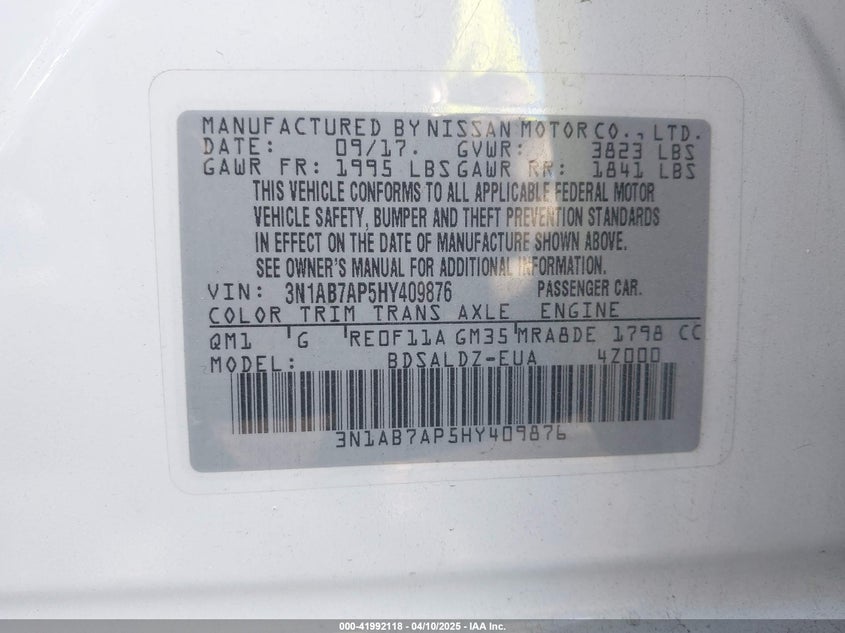 MANUFACTURED BY NISSAN MOTOR CO., LTD.
DATE: 09/17. GVWR: 3823 LBS
GAWR FR: 1995 LBS GAWR RR: 1841 LBS
THIS VEHICLE CONFORMS TO ALL APPLICABLE FEDERAL MOTOR
VEHICLE SAFETY, BUMPER AND THEFT PREVENTION STANDARDS
IN EFFECT ON THE DATE OF MANUFACTURE SHOWN ABOVE.
SEE OWNER'S MANUAL FOR ADDITIONAL INFORMATION.
VIN: 3N1AB7AP5HY409876 PASSENGER CAR.
COLOR TRIM TRANS AXLE ENGINE
QM1 G RE0F11A GM35 MRA8DE 1798 CC
MODEL: BDSALDZ-EUA 4Z000
3N1AB7AP5HY409876
000-41992118 - 04/10/2025 - IAA Inc.